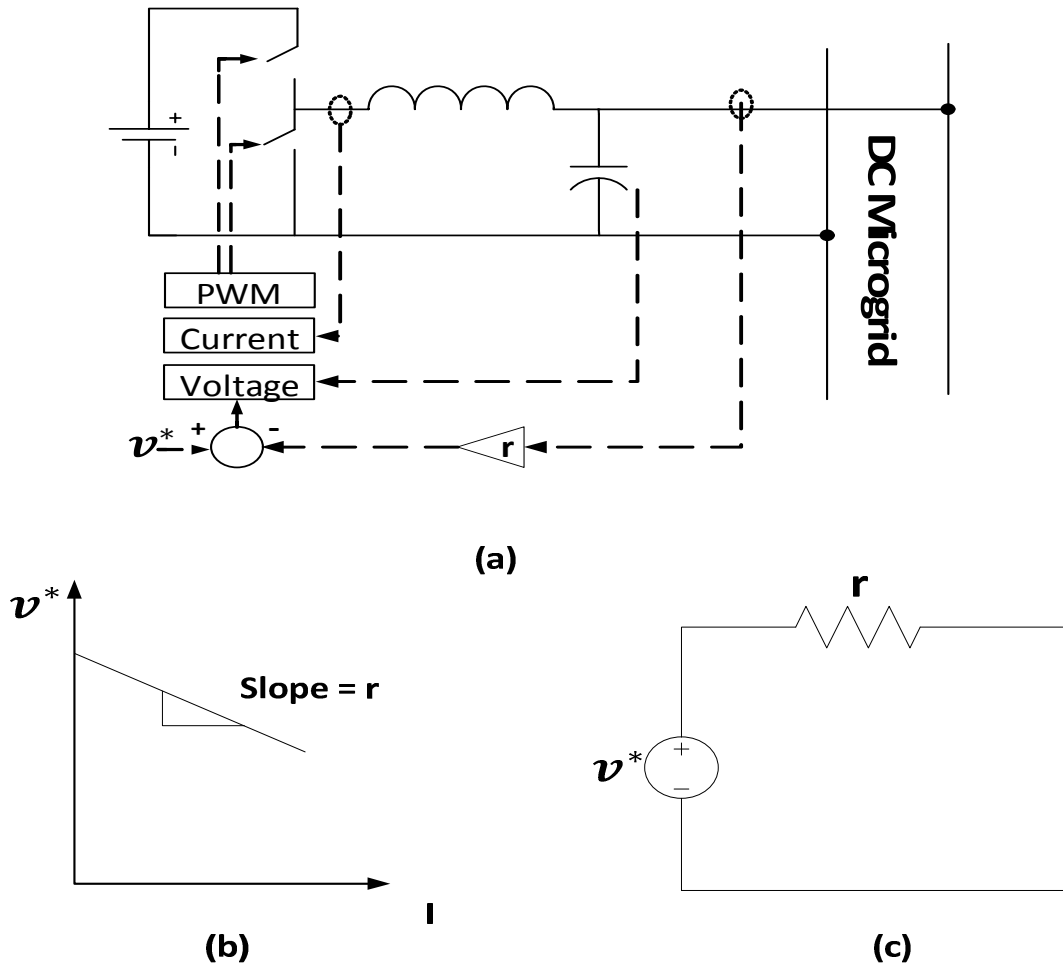 +
-
DC Microgrid
PWM
Current
Voltage
v* + -
r
(a)
v*
Slope = r
I
(b)
r
v*
+
−
(c)